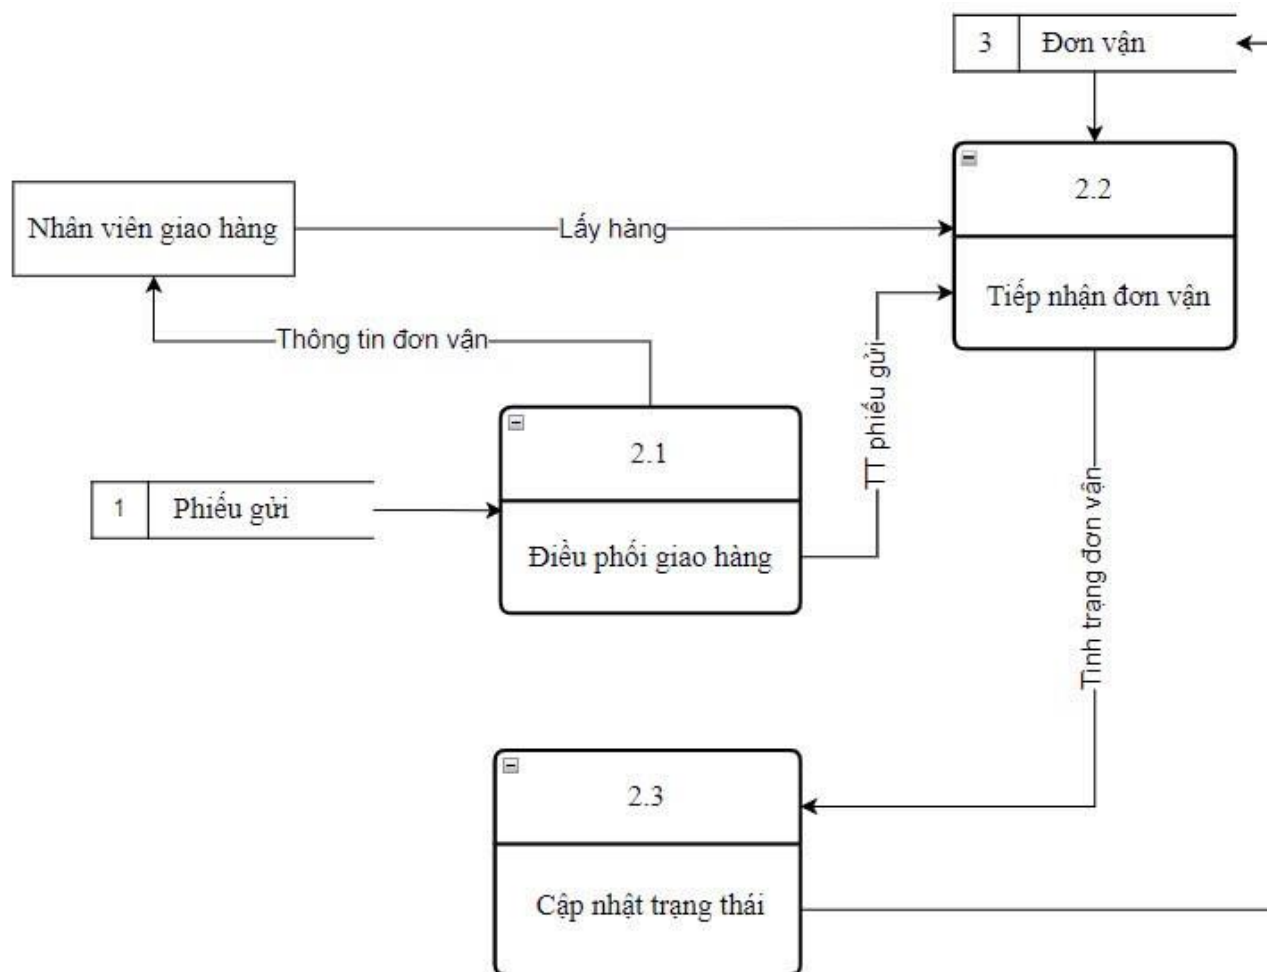 3 Đơn vận
2.2
Nhân viên giao hàng
Lấy hàng
Tiếp nhận đơn vận
Thông tin đơn vận
TT phiếu gửi
2.1
1 Phiếu gửi
Điều phối giao hàng
Tình trạng đơn vận
2.3
Cập nhật trạng thái